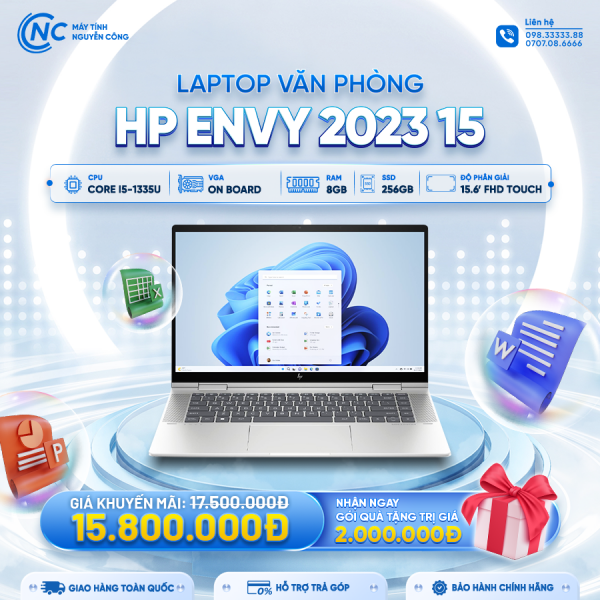 NC
MÁY TÍNH
NGUYỄN CÔNG
Liên hệ
098.33333.88
0707.08.6666
LAPTOP VĂN PHÒNG
HP ENVY 2023 15
CPU
CORE I5-1335U
VGA
ON BOARD
RAM
8GB
SSD
256GB
ĐỘ PHÂN GIẢI
15.6' FHD TOUCH
X
W
P
hp
GIÁ KHUYẾN MÃI: 17.500.000Đ
15.800.000Đ
NHẬN NGAY
GÓI QUÀ TẶNG TRỊ GIÁ
2.000.000Đ
GIAO HÀNG TOÀN QUỐC
0%
HỖ TRỢ TRẢ GÓP
BẢO HÀNH CHÍNH HÃNG